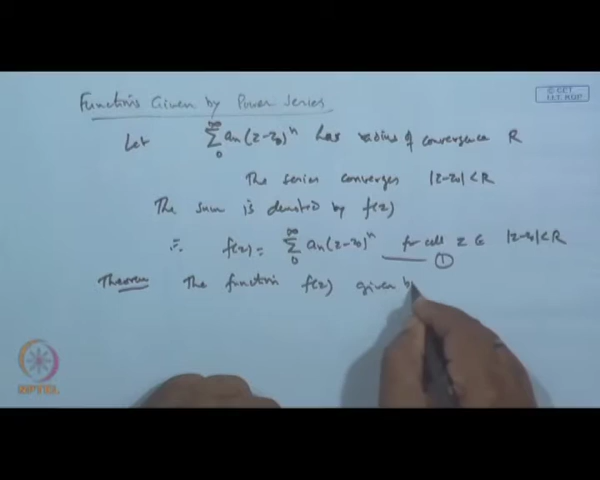 Functions Given by Power Series
© CET
I.I.T. KGP
Let ∞∑0 an(z-z0)^n has radius of convergence R
The series converges |z-z0|<R
The sum is denoted by f(z)
∴ f(z) = ∞∑0 an(z-z0)^n for all z ∈ |z-z0|<R
①
Theorem The function f(z) given b
NPTEL